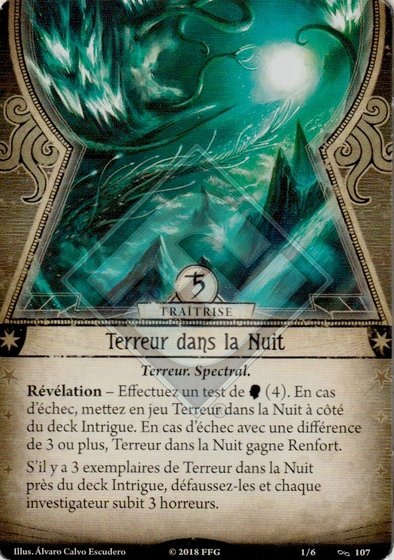 TRAÎTRISE
Terreur dans la Nuit
Terreur. Spectral.
Révélation – Effectuez un test de (4). En cas
d'échec, mettez en jeu Terreur dans la Nuit à côté
du deck Intrigue. En cas d'échec avec une différence
de 3 ou plus, Terreur dans la Nuit gagne Renfort.
S'il y a 3 exemplaires de Terreur dans la Nuit
près du deck Intrigue, défaussez-les et chaque
investigateur subit 3 horreurs.
Illus. Álvaro Calvo Escudero © 2018 FFG 1/6 107